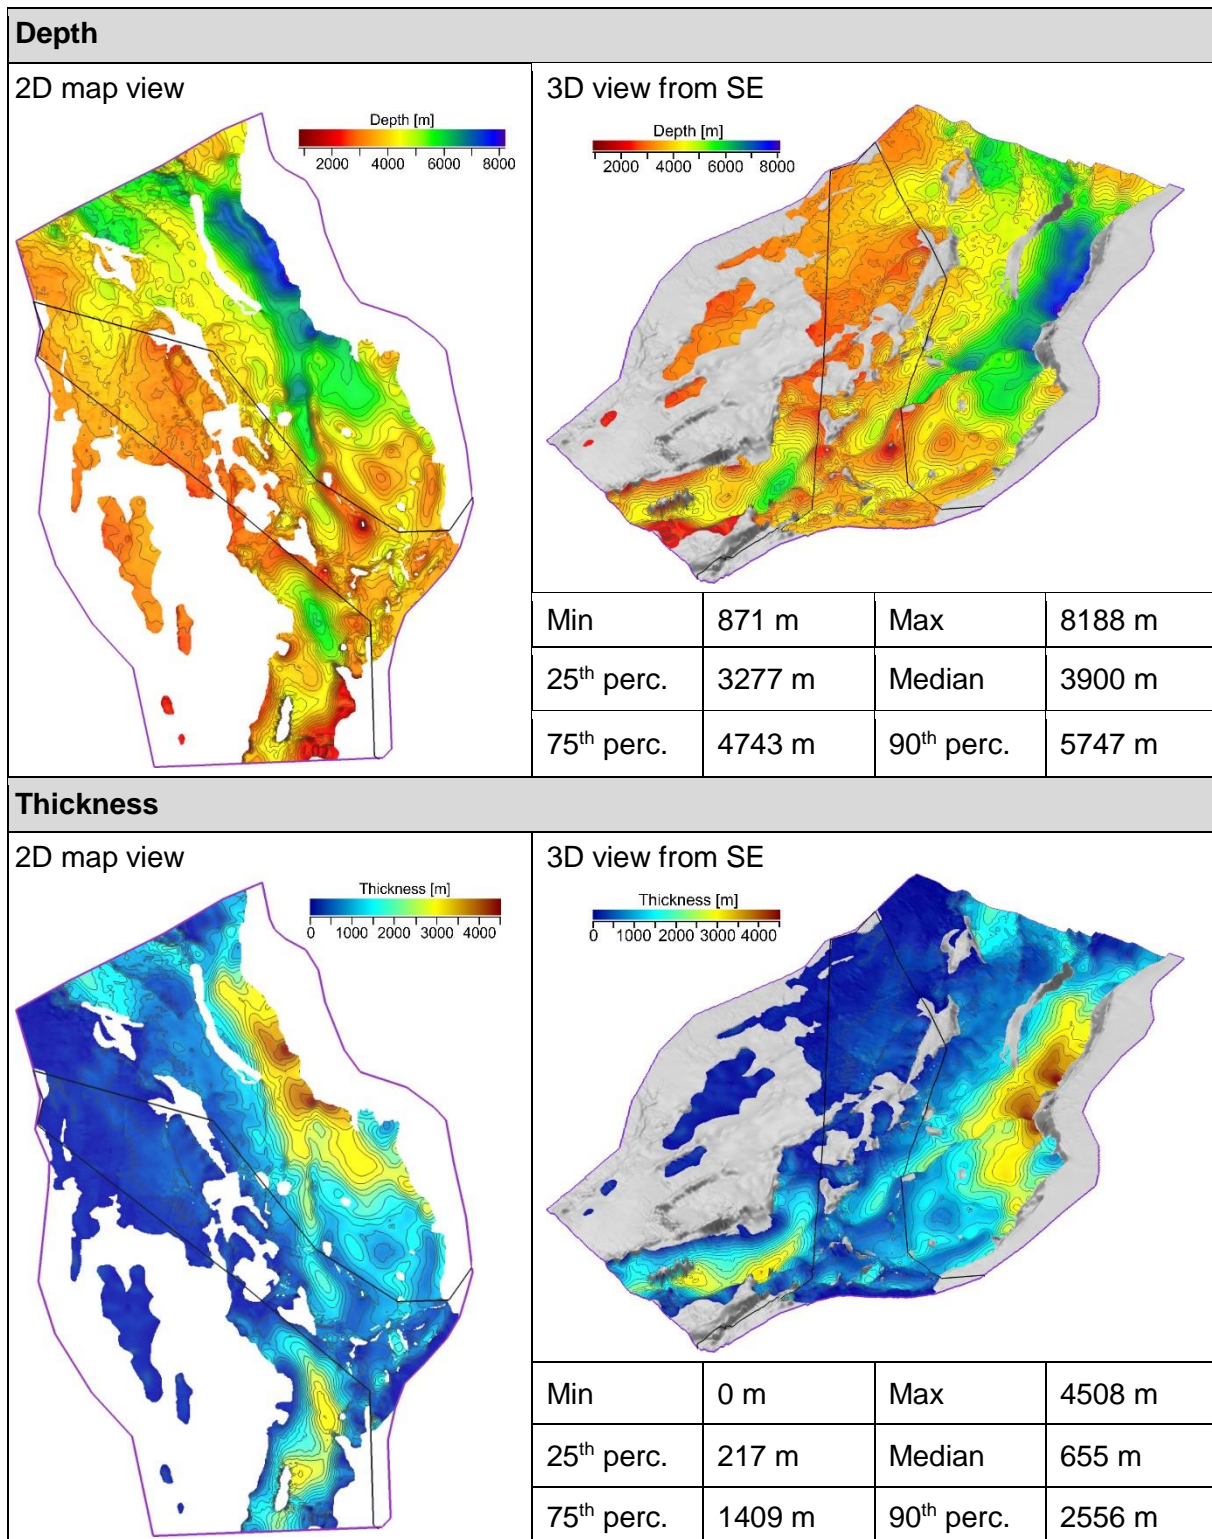 Depth
2D map view
Depth [m]
2000 4000 6000 8000
3D view from SE
Depth [m]
2000 4000 6000 8000
Min 871 m Max 8188 m
25th perc. 3277 m Median 3900 m
75th perc. 4743 m 90th perc. 5747 m
Thickness
2D map view
Thickness [m]
0 1000 2000 3000 4000
3D view from SE
Thickness [m]
0 1000 2000 3000 4000
Min 0 m Max 4508 m
25th perc. 217 m Median 655 m
75th perc. 1409 m 90th perc. 2556 m